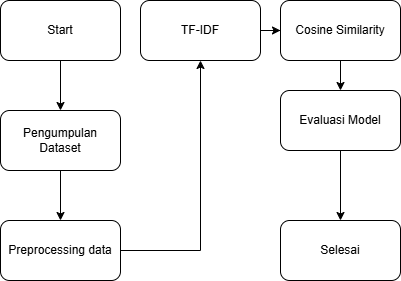 Start
Pengumpulan
Dataset
Preprocessing data
TF-IDF
Cosine Similarity
Evaluasi Model
Selesai